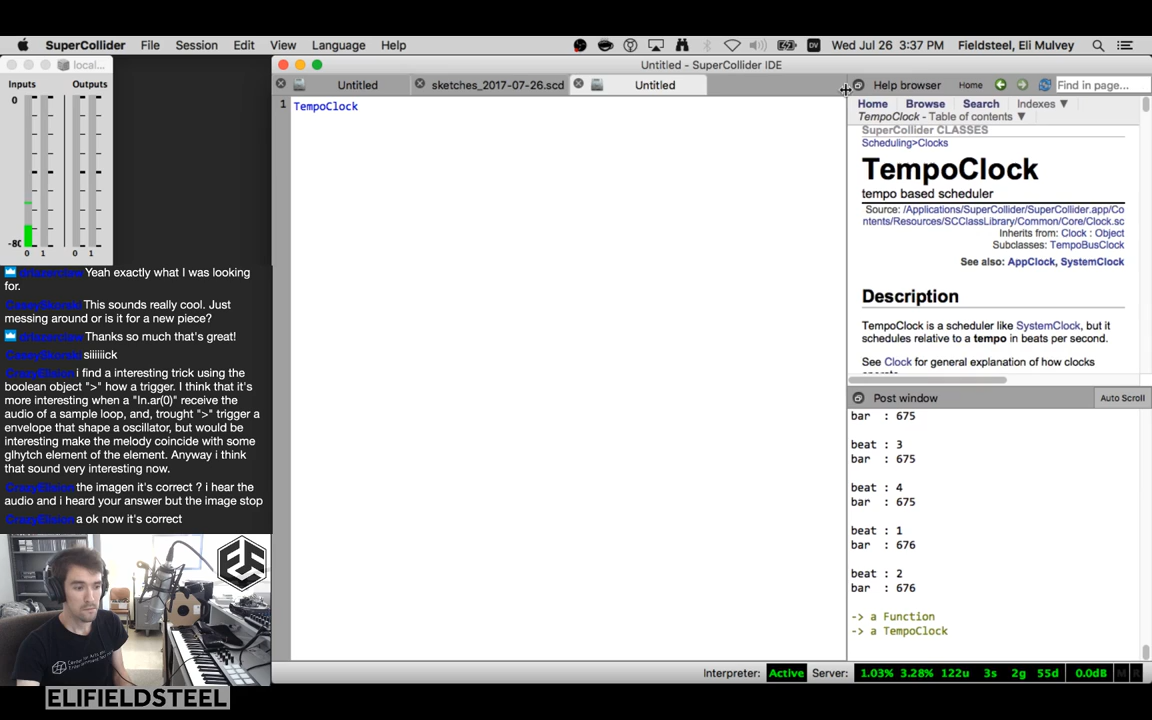 SuperCollider File Session Edit View Language Help
DV Wed Jul 26 3:37 PM Fieldsteel, Eli Mulvey
local...
Inputs Outputs
0
-80
0 1 0 1
Yeah exactly what I was looking
for.
This sounds really cool. Just
messing around or is it for a new piece?
Thanks so much that's great!
siiiiiick
i find a interesting trick using the
boolean object ">" how a trigger. I think that it's
more interesting when a "In.ar(0)" receive the
audio of a sample loop, and, trought ">" trigger a
envelope that shape a oscillator, but would be
interesting make the melody coincide with some
glhytch element of the element. Anyway i think
that sound very interesting now.
the imagen it's correct ? i hear the
audio and i heard your answer but the image stop
a ok now it's correct
ELIFIELDSTEEL
Untitled - SuperCollider IDE
Untitled sketches_2017-07-26.scd Untitled
1 TempoClock
Help browser Home Find in page...
Home Browse Search Indexes ▼
TempoClock - Table of contents ▼
SuperCollider CLASSES
Scheduling>Clocks
TempoClock
tempo based scheduler
Source: /Applications/SuperCollider/SuperCollider.app/Co
ntents/Resources/SCClassLibrary/Common/Core/Clock.sc
Inherits from: Clock : Object
Subclasses: TempoBusClock
See also: AppClock, SystemClock
Description
TempoClock is a scheduler like SystemClock, but it
schedules relative to a tempo in beats per second.
See Clock for general explanation of how clocks
Post window Auto Scroll
bar : 675
beat : 3
bar : 675
beat : 4
bar : 675
beat : 1
bar : 676
beat : 2
bar : 676
-> a Function
-> a TempoClock
Interpreter: Active Server: 1.03% 3.28% 122u 3s 2g 55d 0.0dB M R